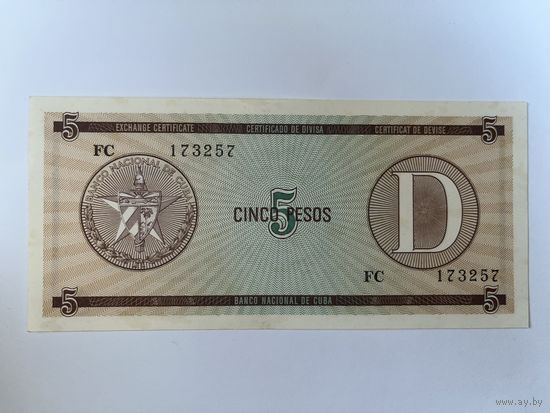 5 EXCHANGE CERTIFICATE CERTIFICADO DE DIVISA CERTIFICAT DE DEVISE 5
FC 173257
BANCO NACIONAL DE CUBA
CINCO 5 PESOS
D
FC 173257
5 BANCO NACIONAL DE CUBA 5
www.ay.by